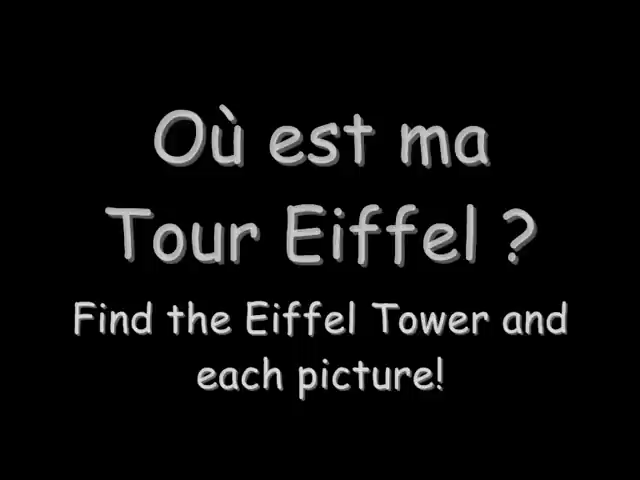 Où est ma
Tour Eiffel ?
Find the Eiffel Tower and
each picture!